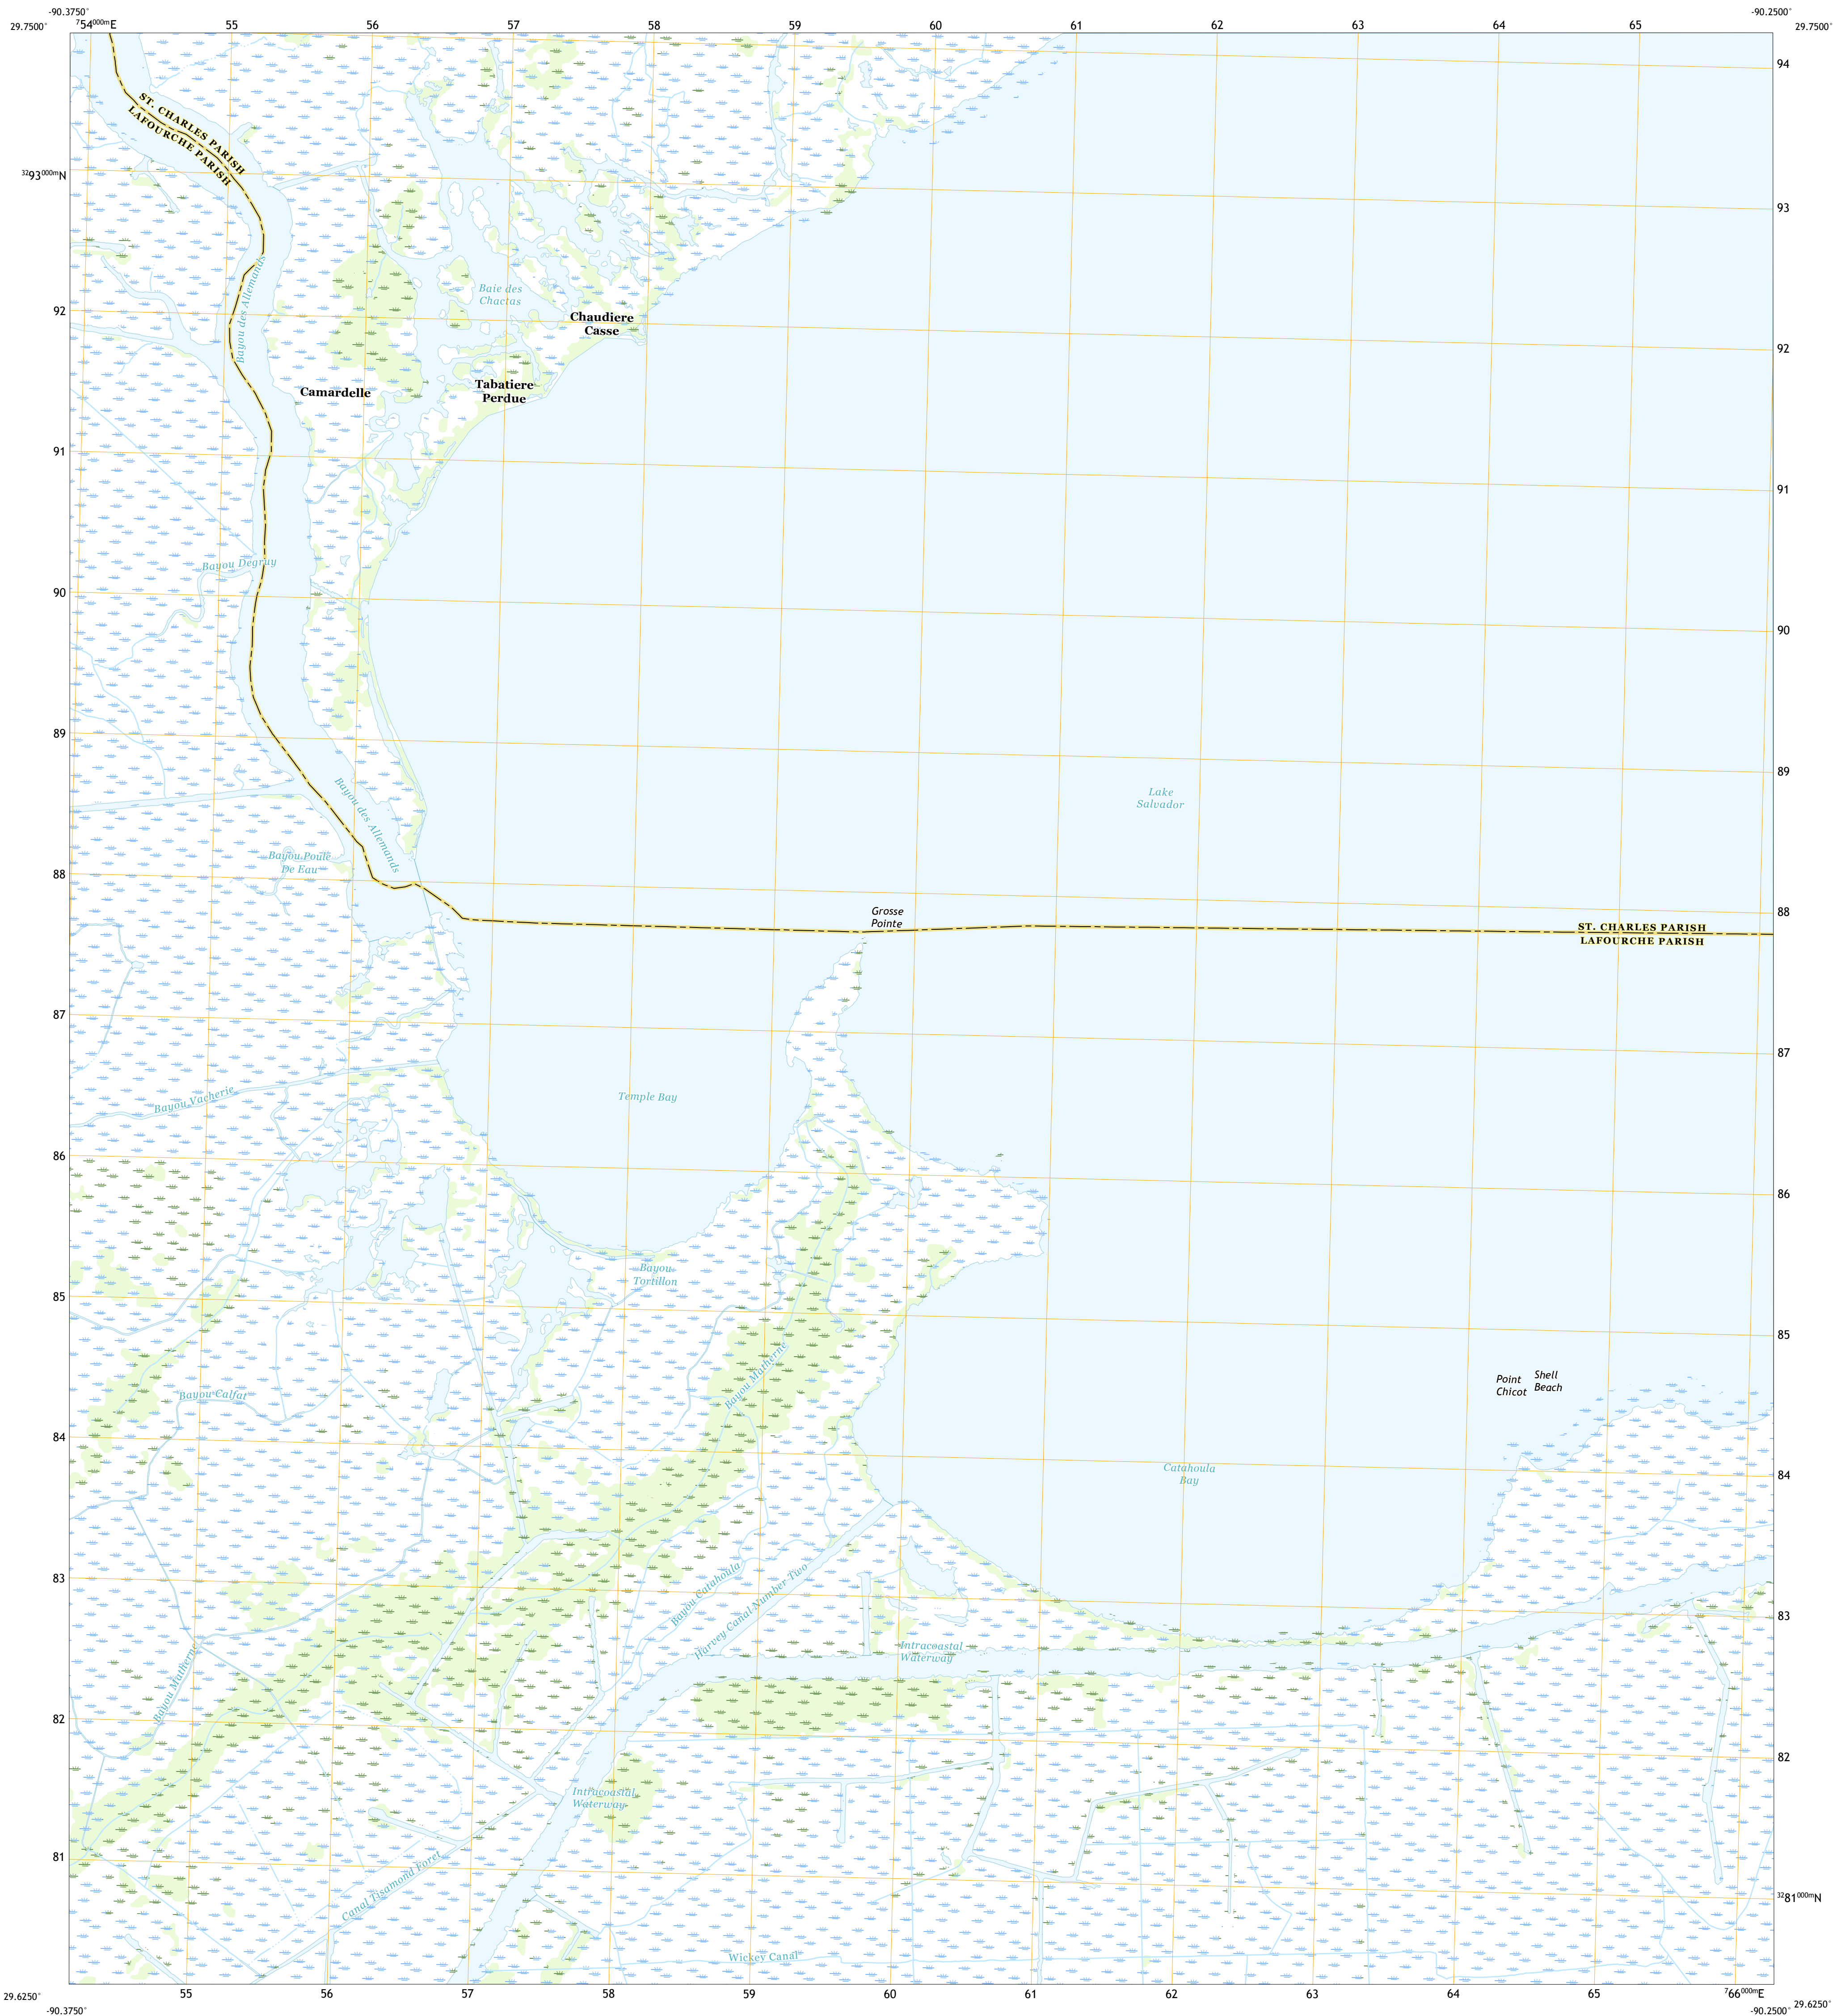 -90.3750° -90.2500°
29.7500° 754000mE 55 56 57 58 59 60 61 62 63 64 65 29.7500°
94
ST. CHARLES PARISH
LAFOURCHE PARISH
3293000mN
93
Bayou des Allemands
Baie des
Chactas
92
Chaudiere
Casse
92
Tabatiere
Perdue
Camardelle
91
91
Bayou Degruy
90
90
89
89
Bayou des Allemands
Lake
Salvador
Bayou Poule
De Eau
88
88
Grosse
Pointe
ST. CHARLES PARISH
LAFOURCHE PARISH
87
87
Temple Bay
Bayou Vacherie
86
86
Bayou
Tortillon
85
85
Bayou Matherne
Point
Chicot
Shell
Beach
Bayou Calfat
84
84
Catahoula
Bay
83
83
Bayou Catahoula
Harvey Canal Number Two
Intracoastal
Waterway
Bayou Matherne
82
82
Intracoastal
Waterway
81
3281000mN
Canal Tisamond Foret
Wickey Canal
29.6250° 55 56 57 58 59 60 61 62 63 64 65 766000mE 29.6250°
-90.3750° -90.2500°